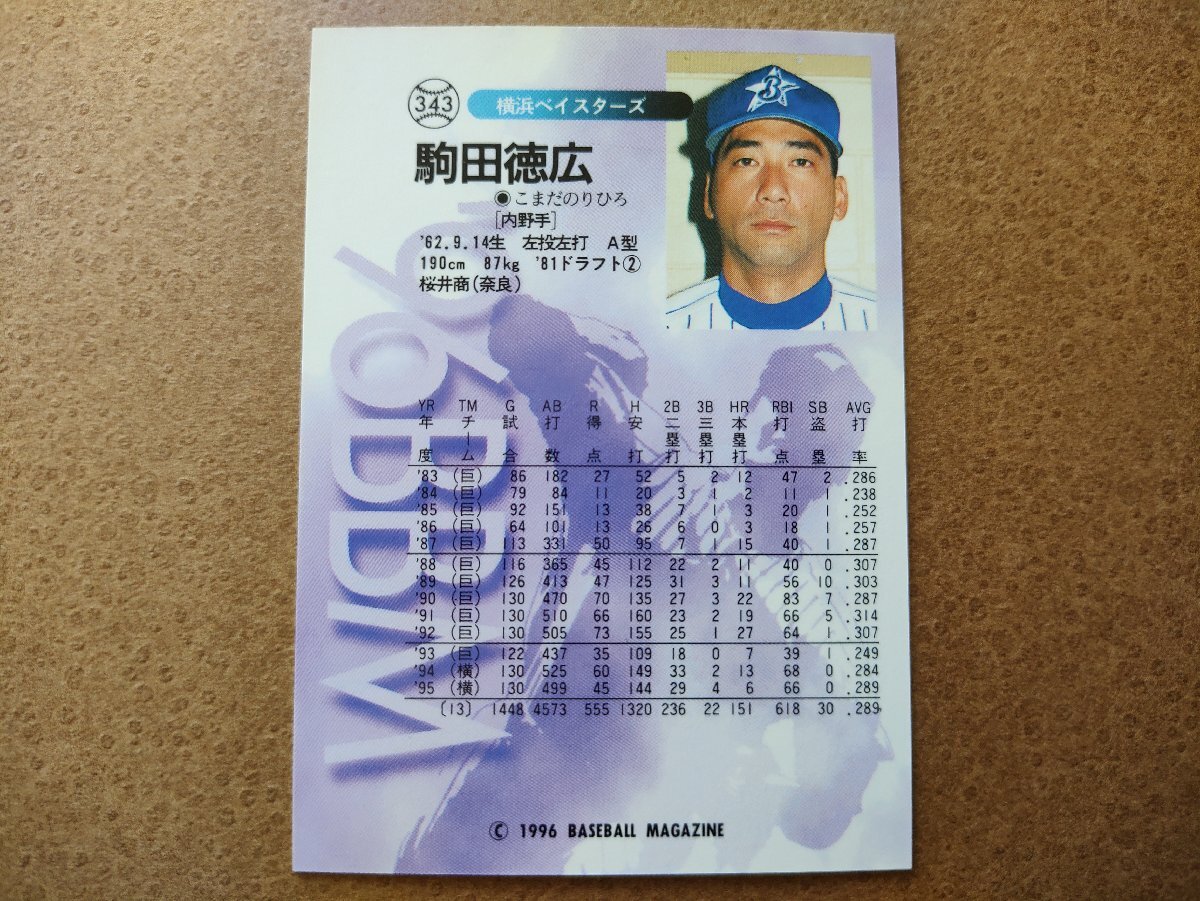 343 横浜ベイスターズ
駒田徳広
●こまだのりひろ
[内野手]
'62.9.14生 左投左打 A型
190cm 87kg '81ドラフト②
桜井商(奈良)
'96BBM
YR TM G AB R H 2B 3B HR RBI SB AVG
年度 チーム 試合 打数 得点 安打 二塁打 三塁打 本塁打 打点 盗塁 打率
'83 (巨) 86 182 27 52 5 2 12 47 2 .286
'84 (巨) 79 84 11 20 3 1 2 11 1 .238
'85 (巨) 92 151 13 38 7 1 3 20 1 .252
'86 (巨) 64 101 13 26 6 0 3 18 1 .257
'87 (巨) 113 331 50 95 7 1 15 40 1 .287
'88 (巨) 116 365 45 112 22 2 11 40 0 .307
'89 (巨) 126 413 47 125 31 3 11 56 10 .303
'90 (巨) 130 470 70 135 27 3 22 83 7 .287
'91 (巨) 130 510 66 160 23 2 19 66 5 .314
'92 (巨) 130 505 73 155 25 1 27 64 1 .307
'93 (巨) 122 437 35 109 18 0 7 39 1 .249
'94 (横) 130 525 60 149 33 2 13 68 0 .284
'95 (横) 130 499 45 144 29 4 6 66 0 .289
[13] 1448 4573 555 1320 236 22 151 618 30 .289
© 1996 BASEBALL MAGAZINE